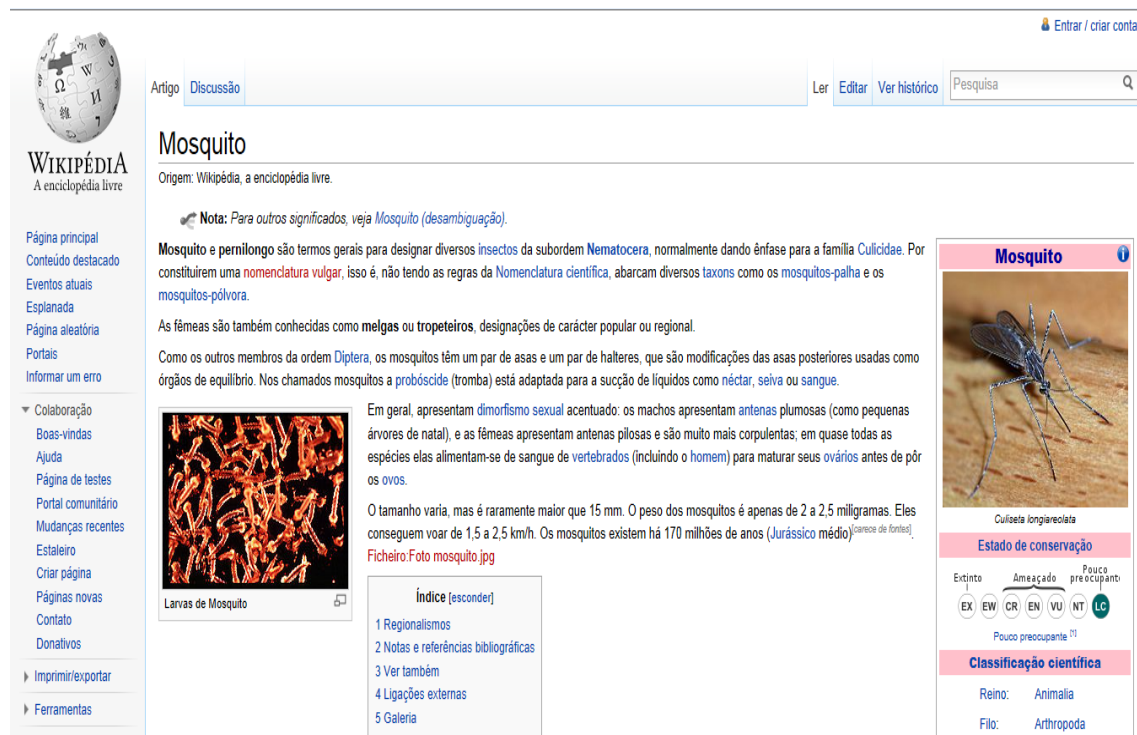 Entrar / criar conta
Artigo Discussão
Ler Editar Ver histórico Pesquisa
WIKIPÉDIA
A enciclopédia livre
Página principal
Conteúdo destacado
Eventos atuais
Esplanada
Página aleatória
Portais
Informar um erro
Colaboração
Boas-vindas
Ajuda
Página de testes
Portal comunitário
Mudanças recentes
Estaleiro
Criar página
Páginas novas
Contato
Donativos
Imprimir/exportar
Ferramentas
Mosquito
Origem: Wikipédia, a enciclopédia livre.
Nota: Para outros significados, veja Mosquito (desambiguação).
Mosquito e pernilongo são termos gerais para designar diversos insectos da subordem Nematocera, normalmente dando ênfase para a família Culicidae. Por
constituirem uma nomenclatura vulgar, isso é, não tendo as regras da Nomenclatura científica, abarcam diversos taxons como os mosquitos-palha e os
mosquitos-pólvora.
As fêmeas são também conhecidas como melgas ou tropeteiros, designações de carácter popular ou regional.
Como os outros membros da ordem Diptera, os mosquitos têm um par de asas e um par de halteres, que são modificações das asas posteriores usadas como
órgãos de equilíbrio. Nos chamados mosquitos a probóscide (tromba) está adaptada para a sucção de líquidos como néctar, seiva ou sangue.
Larvas de Mosquito
Em geral, apresentam dimorfismo sexual acentuado: os machos apresentam antenas plumosas (como pequenas
árvores de natal), e as fêmeas apresentam antenas pilosas e são muito mais corpulentas; em quase todas as
espécies elas alimentam-se de sangue de vertebrados (incluindo o homem) para maturar seus ovários antes de pôr
os ovos.
O tamanho varia, mas é raramente maior que 15 mm. O peso dos mosquitos é apenas de 2 a 2,5 miligramas. Eles
conseguem voar de 1,5 a 2,5 km/h. Os mosquitos existem há 170 milhões de anos (Jurássico médio)[carece de fontes].
Ficheiro:Foto mosquito.jpg
Índice [esconder]
1 Regionalismos
2 Notas e referências bibliográficas
3 Ver também
4 Ligações externas
5 Galeria
Mosquito
Culiseta longiareolata
Estado de conservação
Extinto Ameaçado Pouco
preocupant
EX EW CR EN VU NT LC
Pouco preocupante [1]
Classificação científica
Reino: Animalia
Filo: Arthropoda